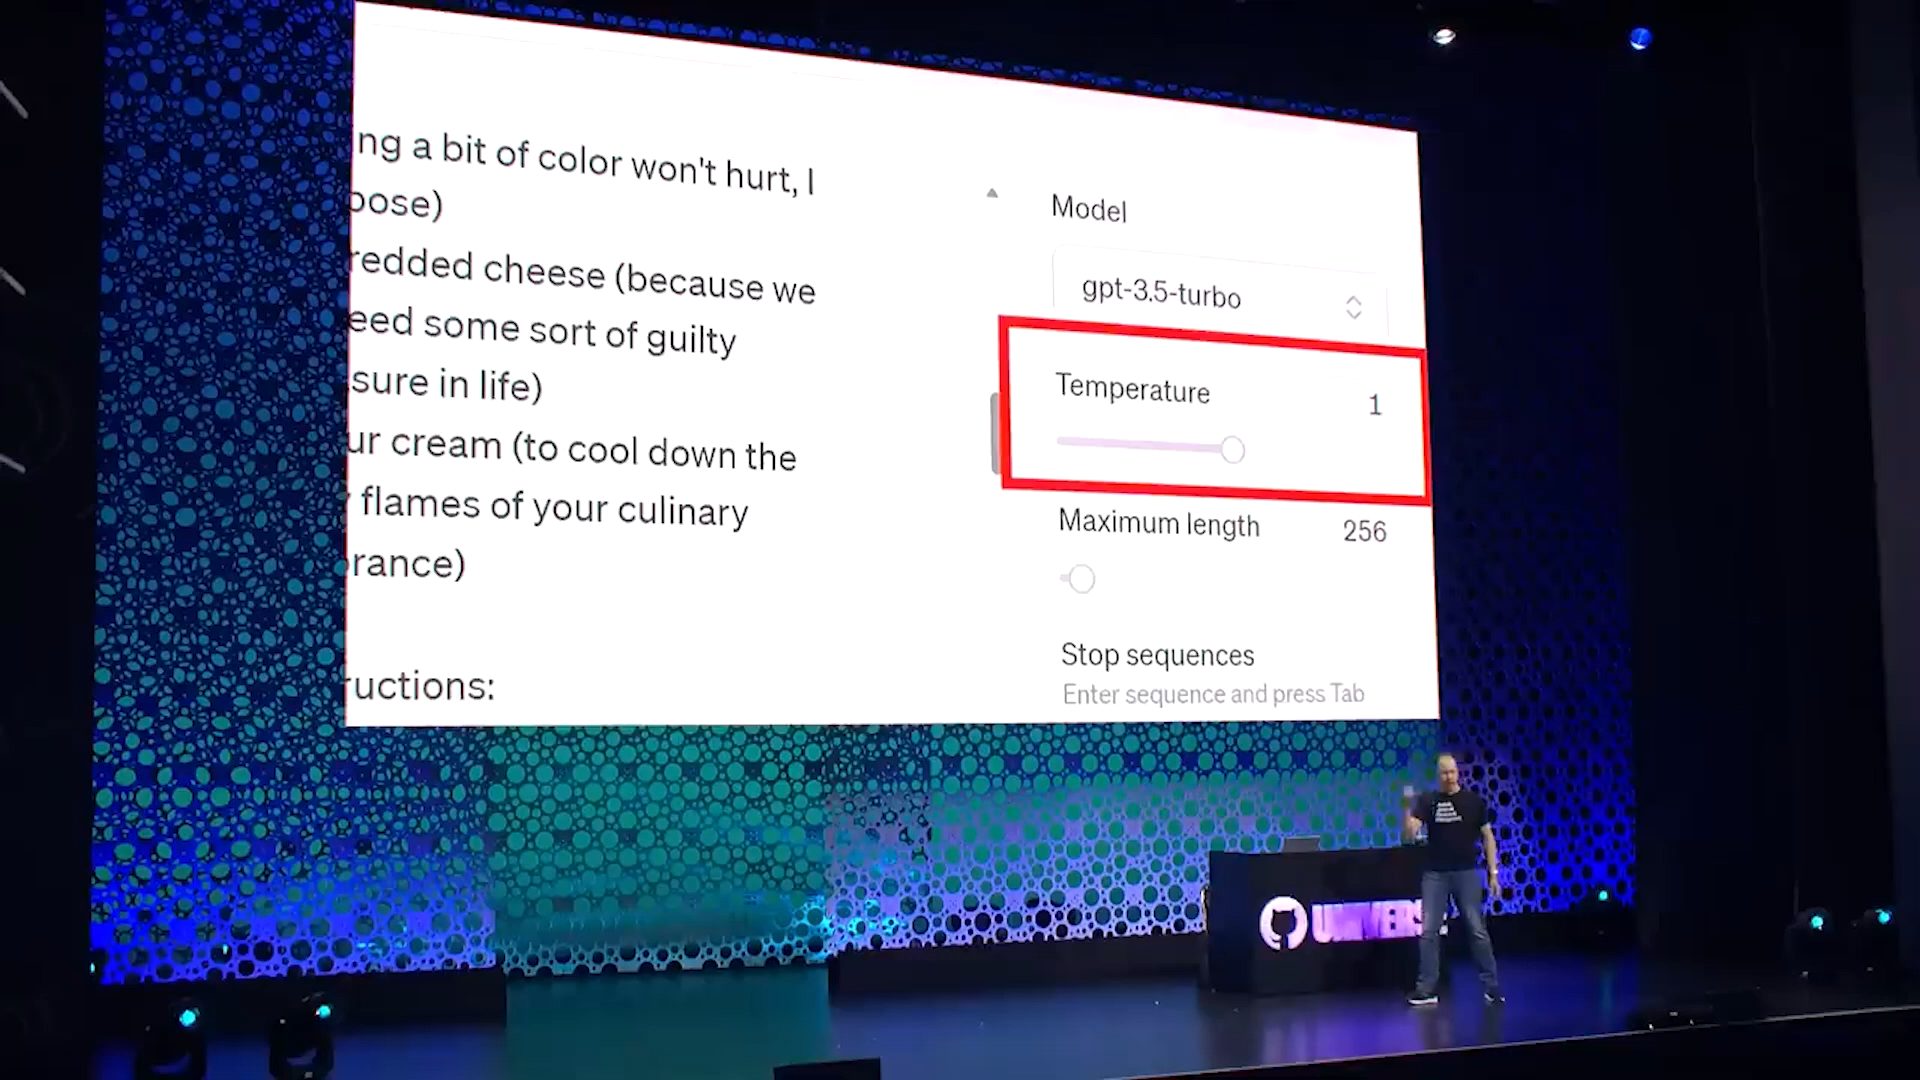 ng a bit of color won't hurt, I
pose)
redded cheese (because we
eed some sort of guilty
sure in life)
ur cream (to cool down the
flames of your culinary
rance)
ructions:
Model
gpt-3.5-turbo
Temperature 1
Maximum length 256
Stop sequences
Enter sequence and press Tab
UNIVERS